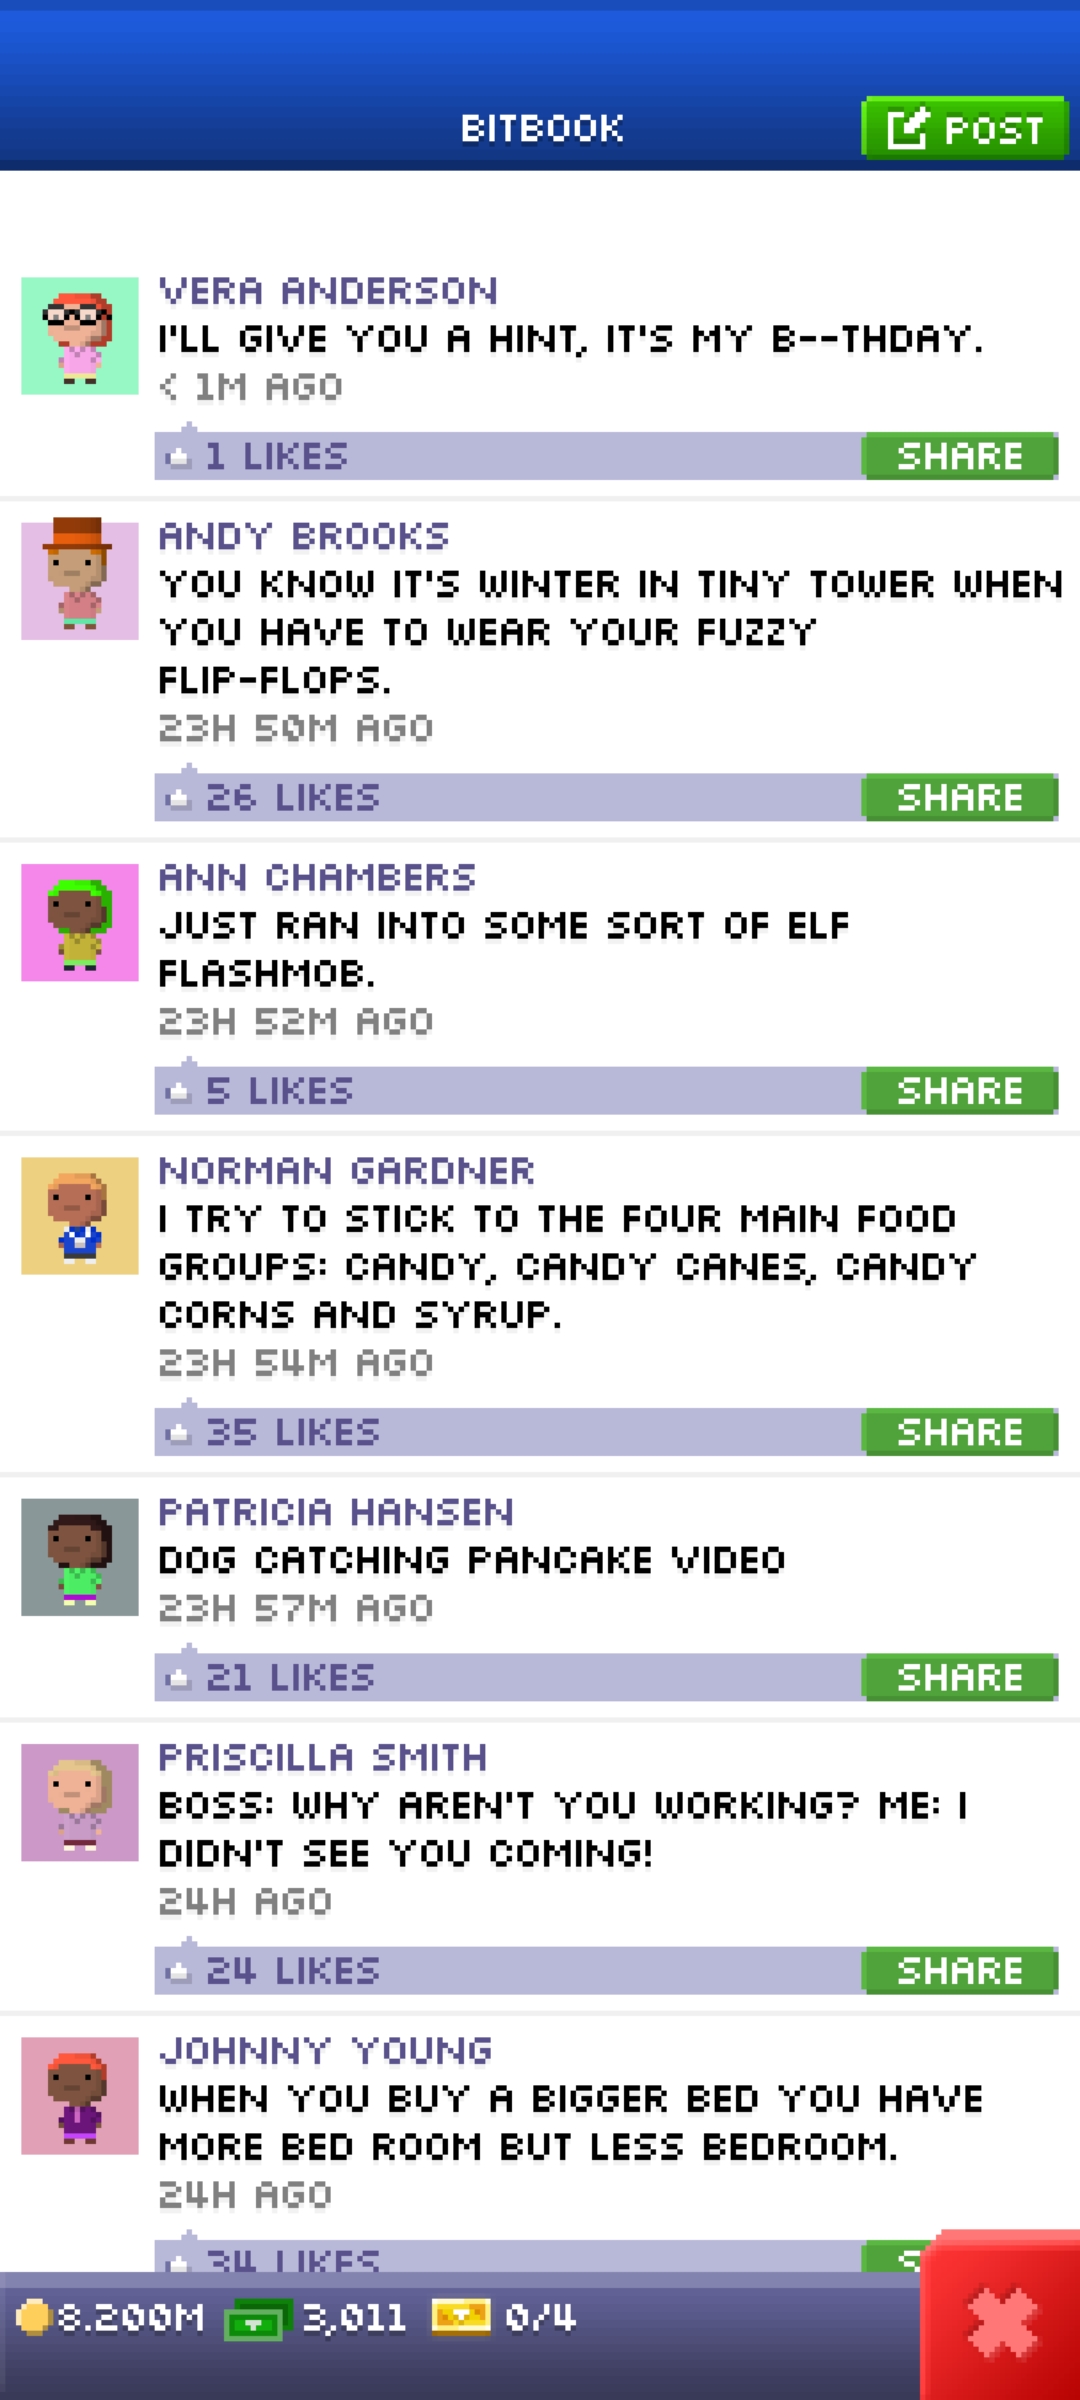 BITBOOK
POST
VERA ANDERSON
I'LL GIVE YOU A HINT, IT'S MY B--THDAY.
< 1M AGO
1 LIKES
SHARE
ANDY BROOKS
YOU KNOW IT'S WINTER IN TINY TOWER WHEN
YOU HAVE TO WEAR YOUR FUZZY
FLIP-FLOPS.
23H 50M AGO
26 LIKES
SHARE
ANN CHAMBERS
JUST RAN INTO SOME SORT OF ELF
FLASHMOB.
23H 52M AGO
5 LIKES
SHARE
NORMAN GARDNER
I TRY TO STICK TO THE FOUR MAIN FOOD
GROUPS: CANDY, CANDY CANES, CANDY
CORNS AND SYRUP.
23H 54M AGO
35 LIKES
SHARE
PATRICIA HANSEN
DOG CATCHING PANCAKE VIDEO
23H 57M AGO
21 LIKES
SHARE
PRISCILLA SMITH
BOSS: WHY AREN'T YOU WORKING? ME: I
DIDN'T SEE YOU COMING!
24H AGO
24 LIKES
SHARE
JOHNNY YOUNG
WHEN YOU BUY A BIGGER BED YOU HAVE
MORE BED ROOM BUT LESS BEDROOM.
24H AGO
34 LIKES
8.200M 3,011 0/4